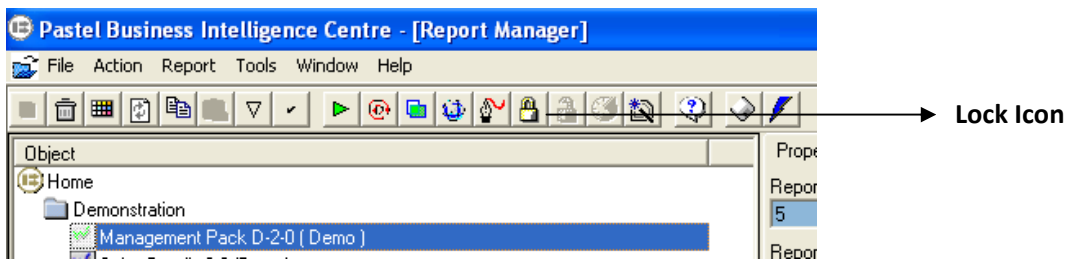 Pastel Business Intelligence Centre - [Report Manager]
File Action Report Tools Window Help
Lock Icon
Object
Home
Demonstration
Management Pack D-2-0 ( Demo )
5